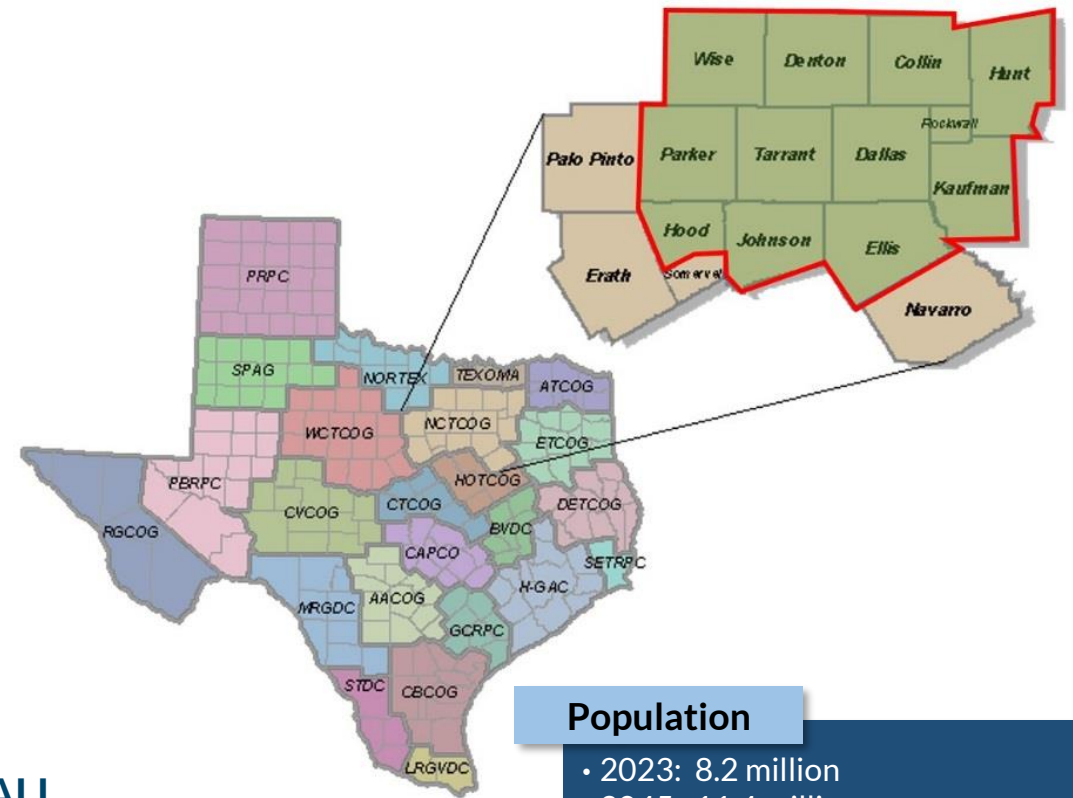 Wise
Denton
Collin
Hunt
Rockwall
Palo Pinto
Parker
Tarrant
Dallas
Kaufman
Hood
Johnson
Ellis
Erath
Somervell
Navarro
PRPC
SPAG
NORTEX
TEXOMA
ATCOG
WCTCOG
NCTCOG
ETCOG
PBRPC
HOTCOG
CVCOG
CTCOG
DETCOG
RGCOG
BVDC
CAPCO
SETRPC
H-GAC
MRGDC
AACOG
GCRPC
STDC
CBCOG
LRGVDC
Population
• 2023: 8.2 million